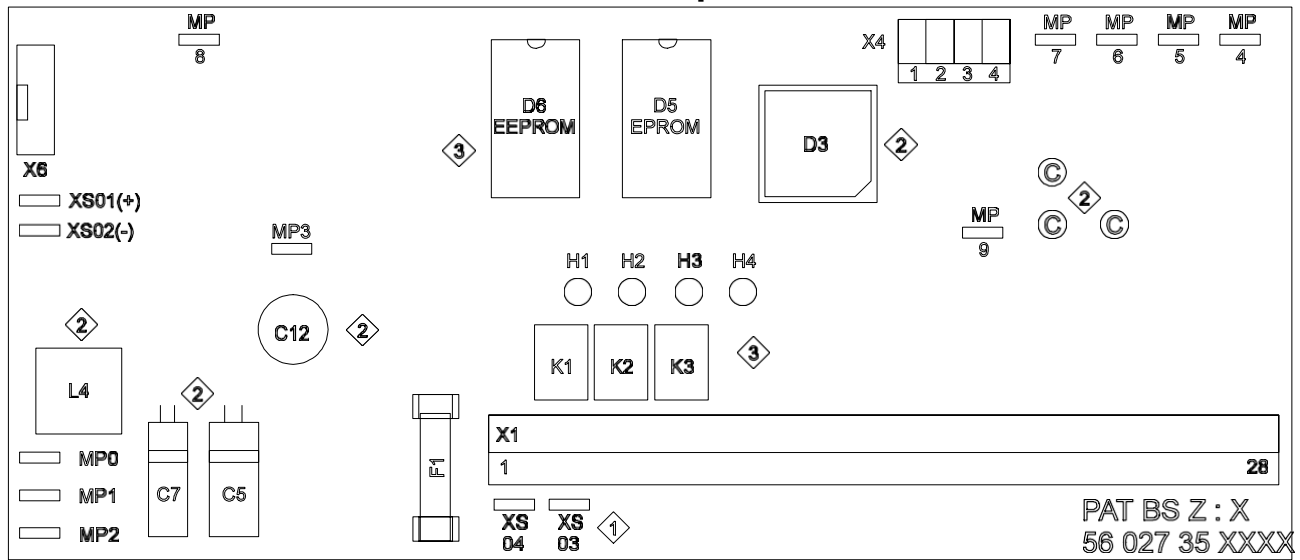 MP
8
X4
1 2 3 4
MP
7
MP
6
MP
5
MP
4
D6
EEPROM
D5
EPROM
D3
3
2
X6
XS01(+)
XS02(-)
MP3
C
2
C
C
MP
9
H1
H2
H3
H4
2
C12
2
K1
K2
K3
3
L4
2
X1
1
28
F1
MP0
MP1
MP2
C7
C5
XS
04
XS
03
1
PAT BS Z : X
56 027 35 XXXX